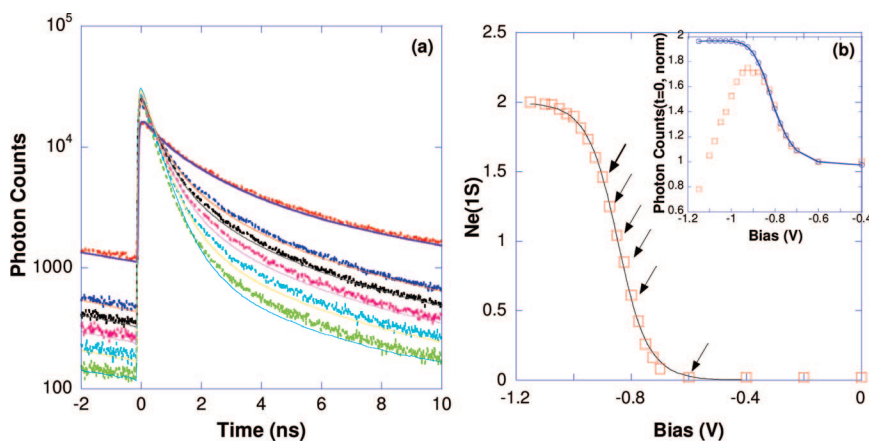 (a)
Photon Counts
10^5
10^4
1000
100
-2 0 2 4 6 8 10
Time (ns)
(b)
Ne(1S)
2.5
2
1.5
1
0.5
0
-1.2 -0.8 -0.4 0
Bias (V)
Photon Counts(t=0, norm)
2
1.8
1.6
1.4
1.2
1
0.8
0.6
-1.2 -1 -0.8 -0.6 -0.4
Bias (V)